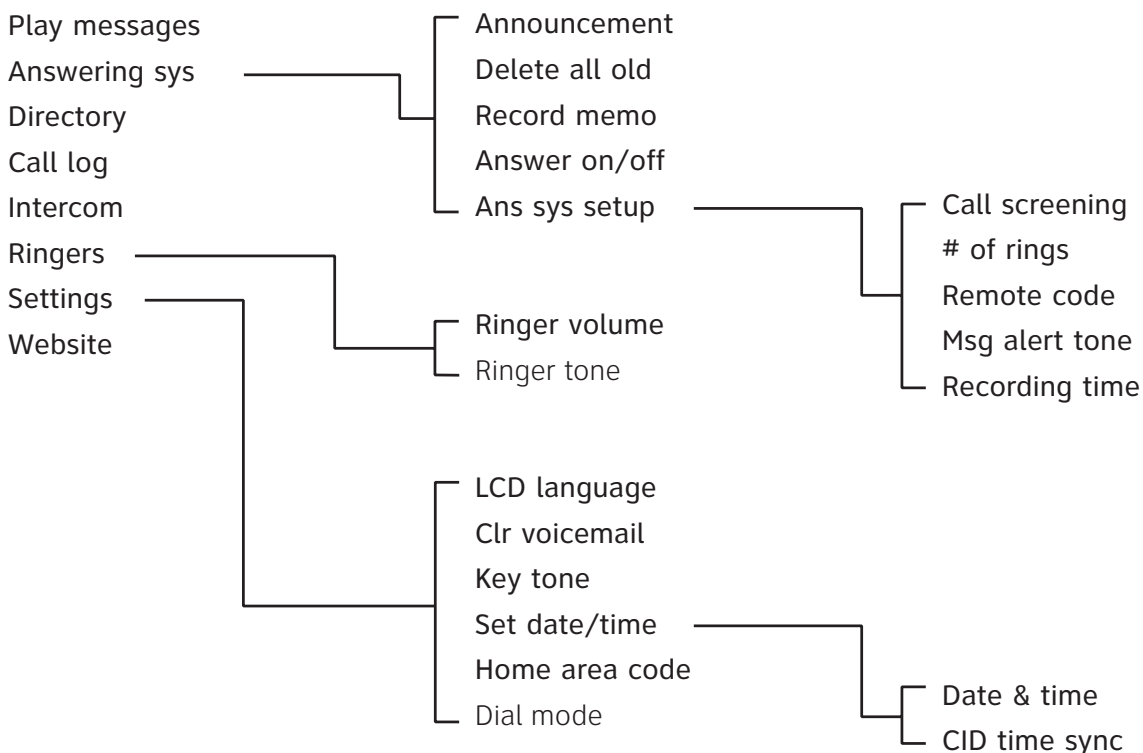 Play messages
Answering sys
Directory
Call log
Intercom
Ringers
Settings
Website
Announcement
Delete all old
Record memo
Answer on/off
Ans sys setup
Call screening
# of rings
Remote code
Msg alert tone
Recording time
Ringer volume
Ringer tone
LCD language
Clr voicemail
Key tone
Set date/time
Home area code
Dial mode
Date & time
CID time sync